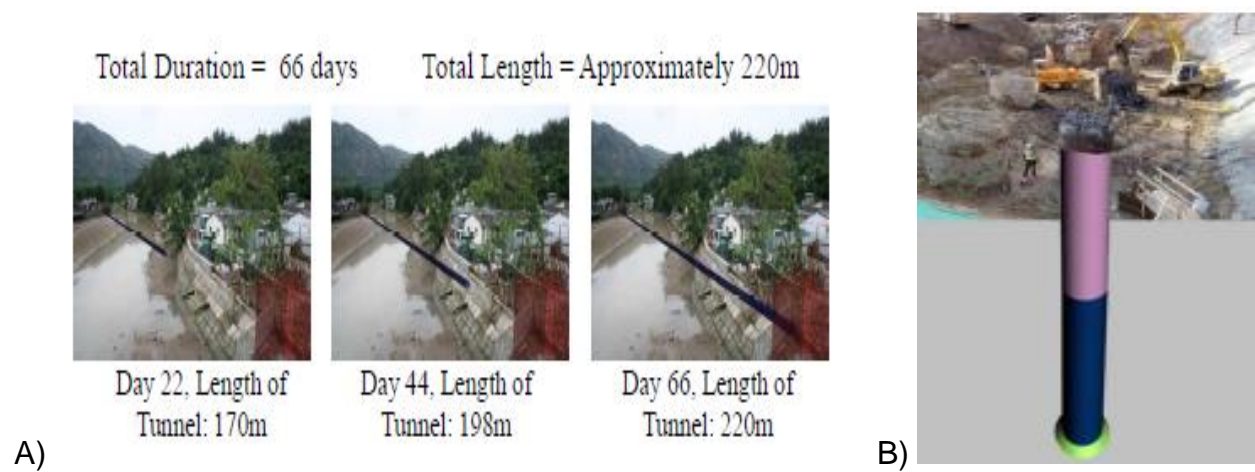 Total Duration = 66 days
Total Length = Approximately 220m
Day 22, Length of
Tunnel: 170m
Day 44, Length of
Tunnel: 198m
Day 66, Length of
Tunnel: 220m
A)
B)